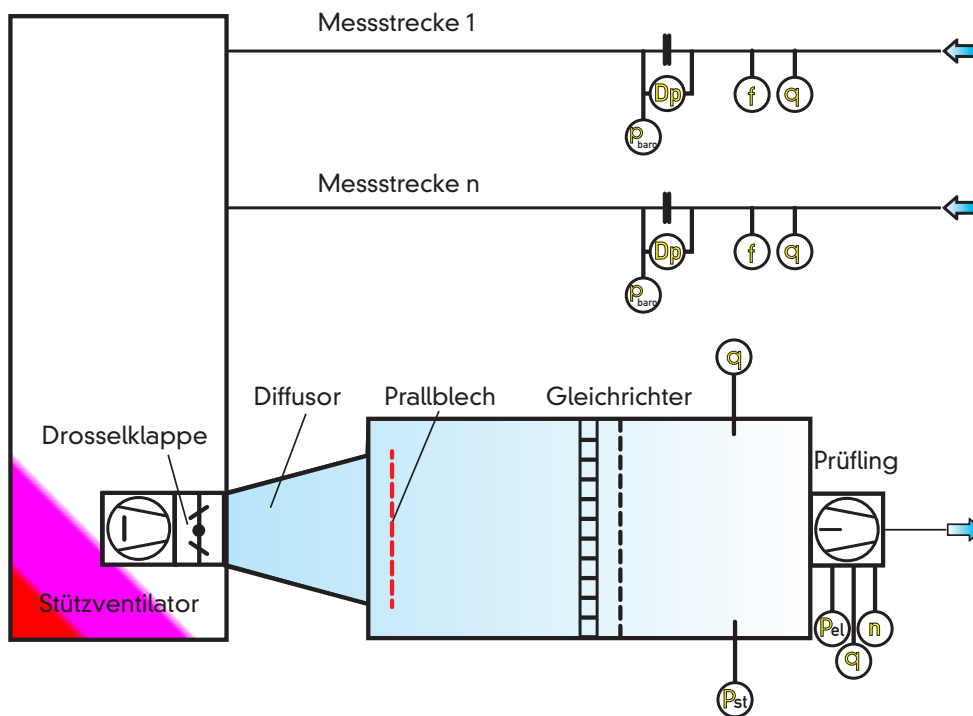 Messstrecke 1
Dp
f
q
Pbaro
Messstrecke n
Dp
f
q
Pbaro
q
Diffusor
Prallblech
Gleichrichter
Drosselklappe
Prüfling
Stützventilator
Pel
n
q
Pst